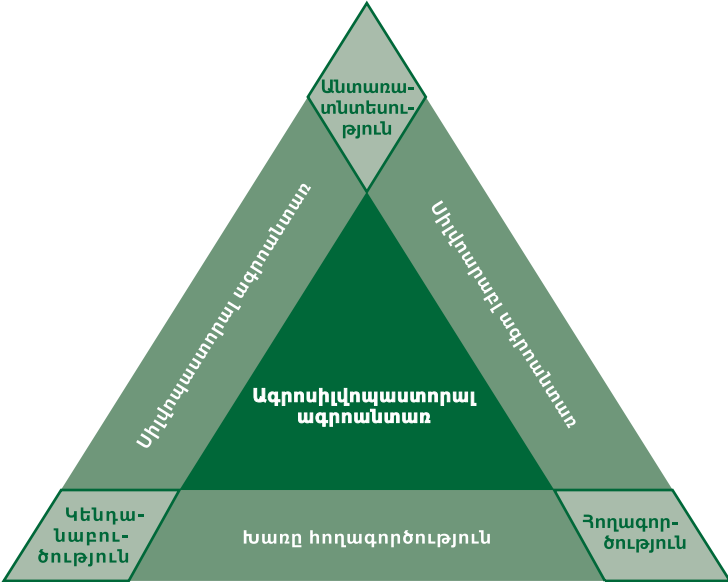 Անտառա-
տնտեսու-
թյուն
Սիլվոպաստորալ ագրոանտառ
Սիլվոարաբլ ագրոանտառ
Ագրոսիլվոպաստորալ
ագրոանտառ
Կենդա-
նաբու-
ծություն
Խառը հողագործություն
Հողագոր-
ծություն